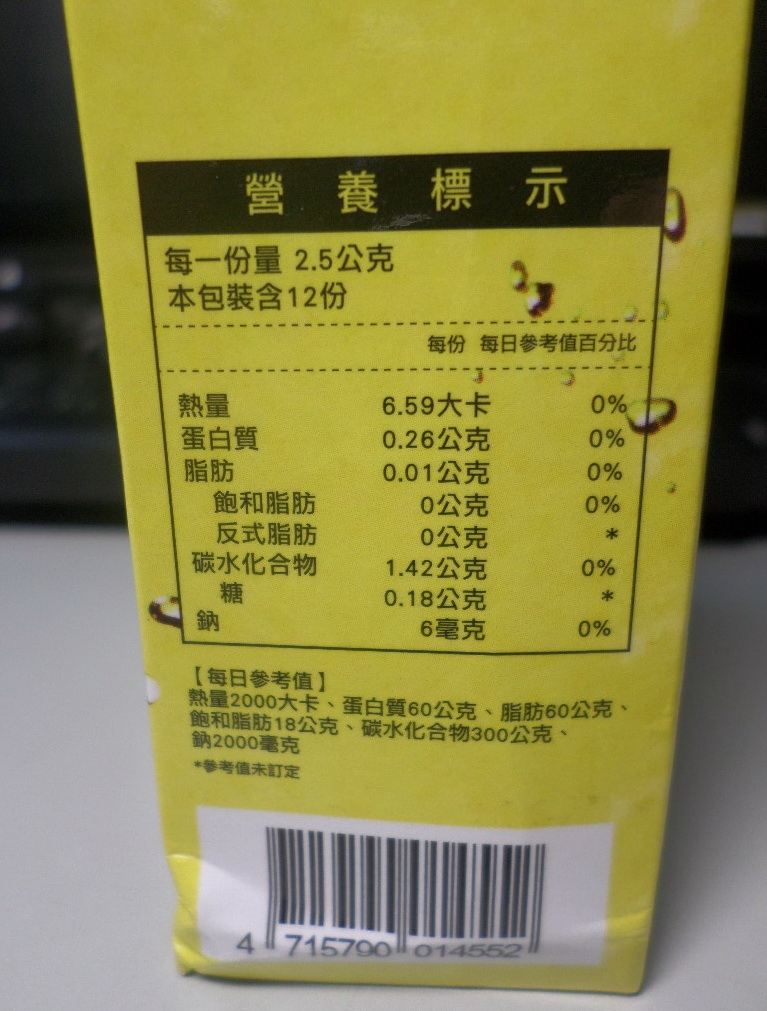 營養標示
每一份量 2.5公克
本包裝含12份
每份 每日參考值百分比
熱量 6.59大卡 0%
蛋白質 0.26公克 0%
脂肪 0.01公克 0%
飽和脂肪 0公克 0%
反式脂肪 0公克 *
碳水化合物 1.42公克 0%
糖 0.18公克 *
鈉 6毫克 0%
【每日參考值】
熱量2000大卡、蛋白質60公克、脂肪60公克、
飽和脂肪18公克、碳水化合物300公克、
鈉2000毫克
*參考值未訂定
4 715790 014552